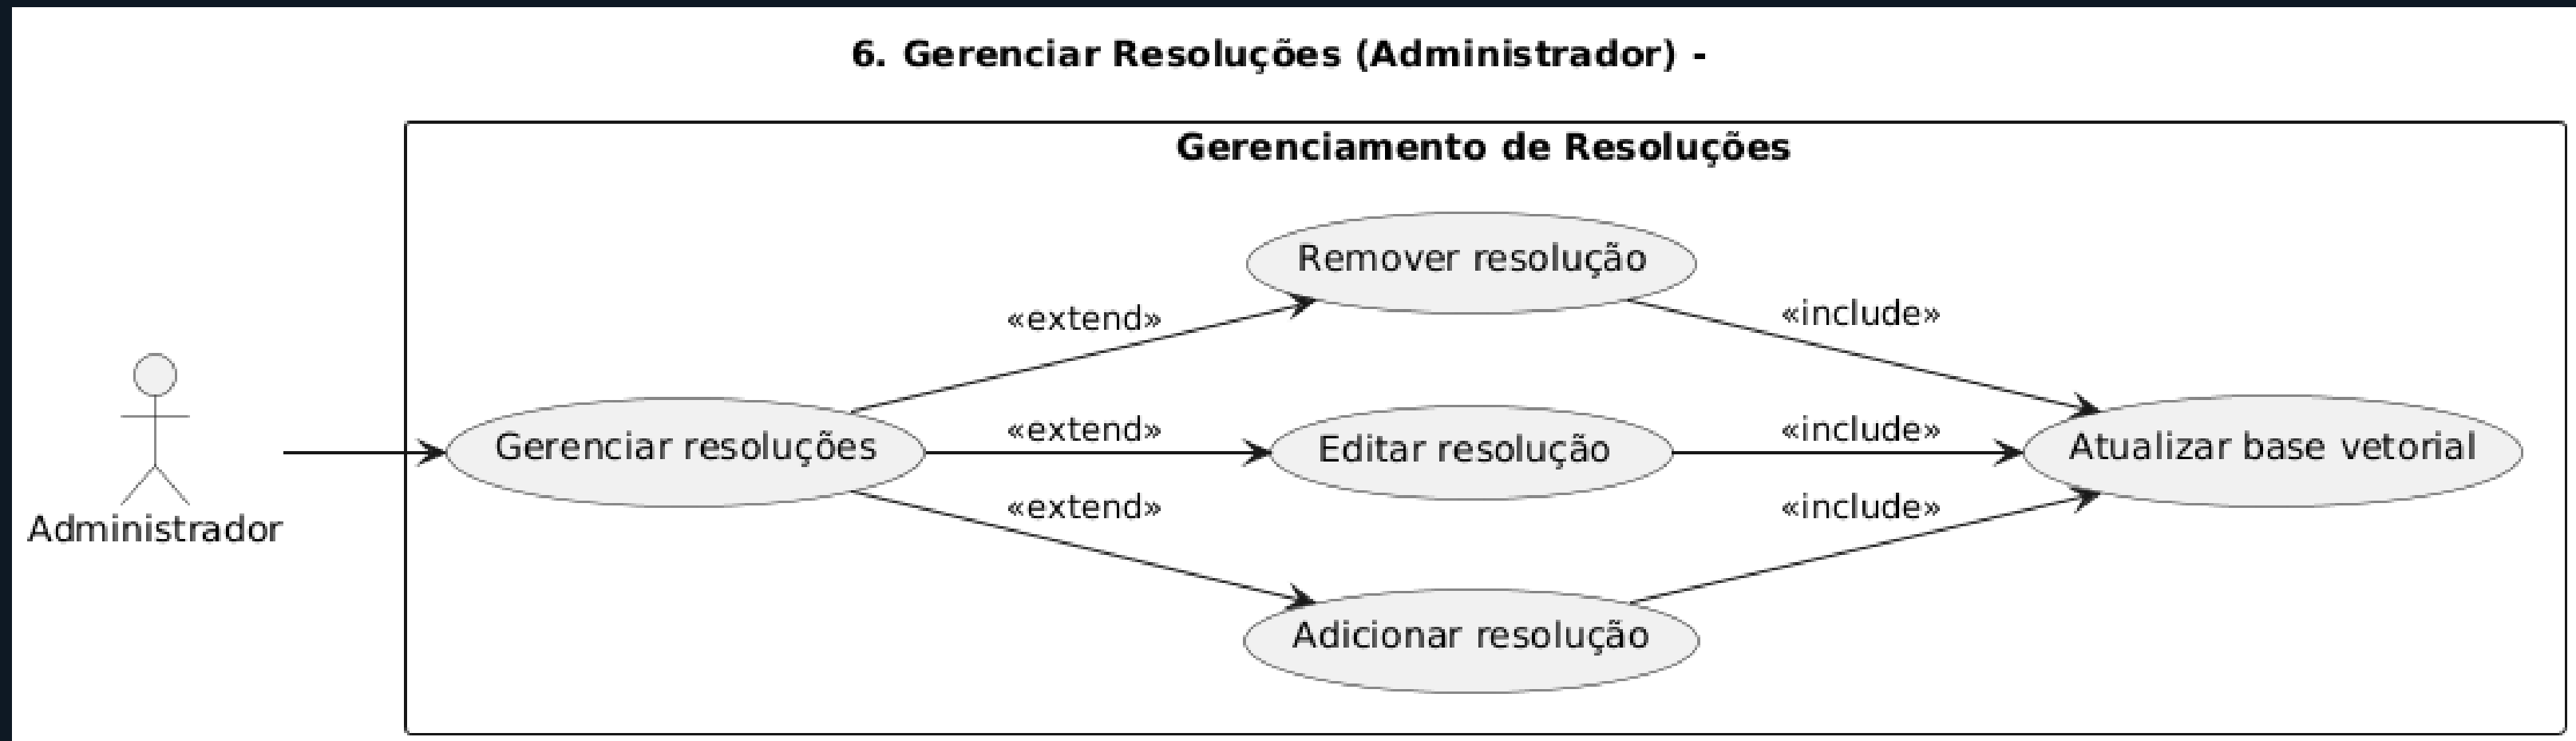 6. Gerenciar Resoluções (Administrador) -
Gerenciamento de Resoluções
Remover resolução
«extend»
«include»
Gerenciar resoluções
«extend»
Editar resolução
«include»
Atualizar base vetorial
«extend»
«include»
Administrador
Adicionar resolução